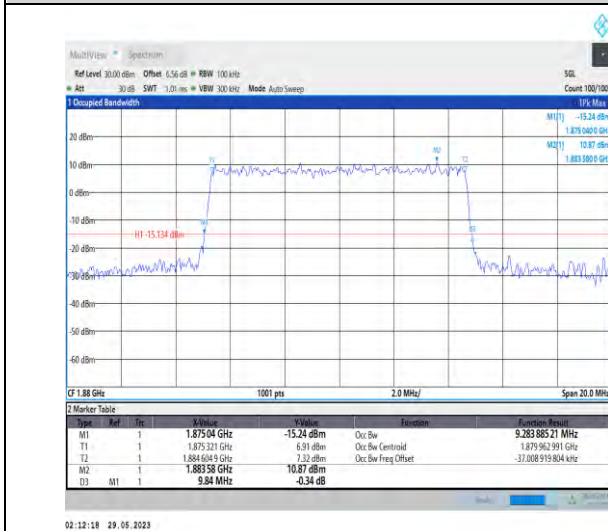 MultiView Spectrum
Ref Level 30.00 dBm Offset 6.56 dB RBW 100 kHz SGL
Att 30 dB SWT 1.01 ms VBW 300 kHz Mode Auto Sweep Count 100/100
1 Occupied Bandwidth 1Pk Max
M1[1] -15.24 dBm
1.875 040 0 GHz
M2[1] 10.87 dBm
1.883 580 0 GHz
20 dBm
10 dBm
T1 M2 T2
0 dBm
-10 dBm
H1 -15.134 dBm
-20 dBm
-30 dBm
-40 dBm
-50 dBm
-60 dBm
CF 1.88 GHz 1001 pts 2.0 MHz/ Span 20.0 MHz
2 Marker Table
Type Ref Trc X-Value Y-Value Function Function Result
M1 1 1.87504 GHz -15.24 dBm Occ Bw 9.283 885 21 MHz
T1 1 1.875321 GHz 6.91 dBm Occ Bw Centroid 1.879 962 991 GHz
T2 1 1.884 604 9 GHz 7.32 dBm Occ Bw Freq Offset -37.008 919 804 kHz
M2 1 1.88358 GHz 10.87 dBm
D3 M1 1 9.84 MHz -0.34 dB
02:12:18 29.05.2023